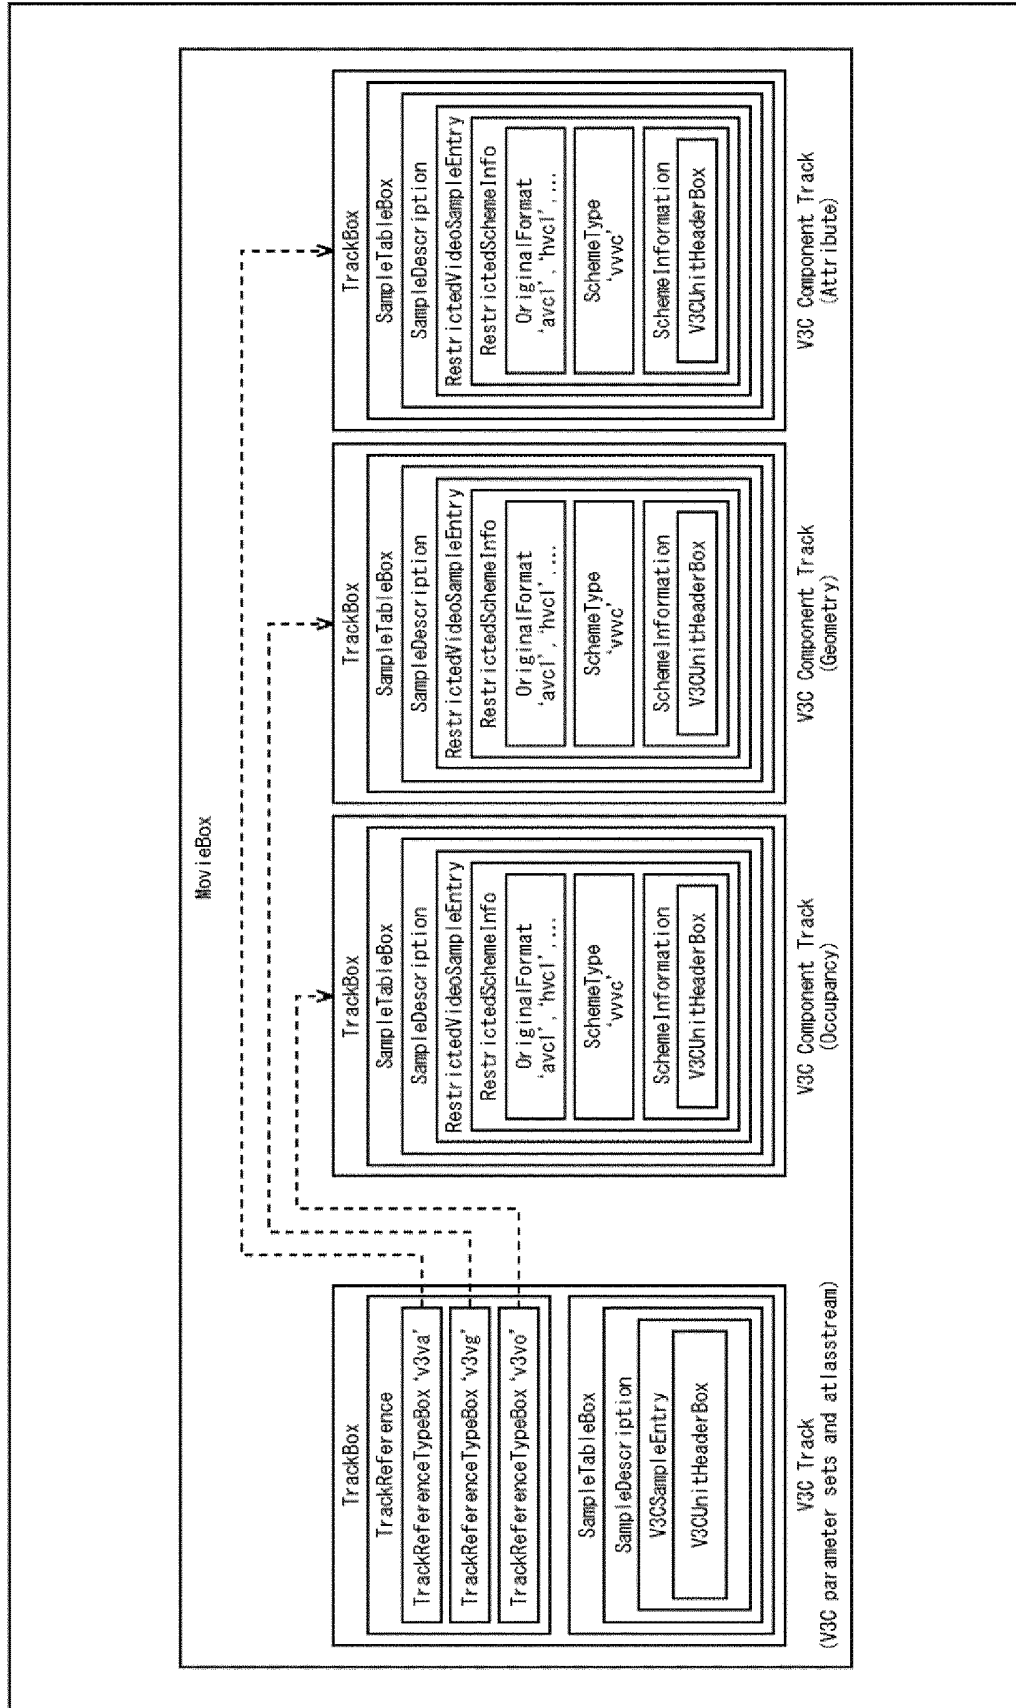 MovieBox
TrackBox
TrackReference
TrackReferenceTypeBox ‘v3va’
TrackReferenceTypeBox ‘v3vg’
TrackReferenceTypeBox ‘v3vo’
SampleTableBox
SampleDescription
V3CSampleEntry
V3CUnitHeaderBox
V3C Track
(V3C parameter sets and atlasstream)
TrackBox
SampleTableBox
SampleDescription
RestrictedVideoSampleEntry
RestrictedSchemeInfo
OriginalFormat
‘avc1’, ‘hvc1’,...
SchemeType
‘vvvc’
SchemeInformation
V3CUnitHeaderBox
V3C Component Track
(Occupancy)
TrackBox
SampleTableBox
SampleDescription
RestrictedVideoSampleEntry
RestrictedSchemeInfo
OriginalFormat
‘avc1’, ‘hvc1’,...
SchemeType
‘vvvc’
SchemeInformation
V3CUnitHeaderBox
V3C Component Track
(Geometry)
TrackBox
SampleTableBox
SampleDescription
RestrictedVideoSampleEntry
RestrictedSchemeInfo
OriginalFormat
‘avc1’, ‘hvc1’,...
SchemeType
‘vvvc’
SchemeInformation
V3CUnitHeaderBox
V3C Component Track
(Attribute)